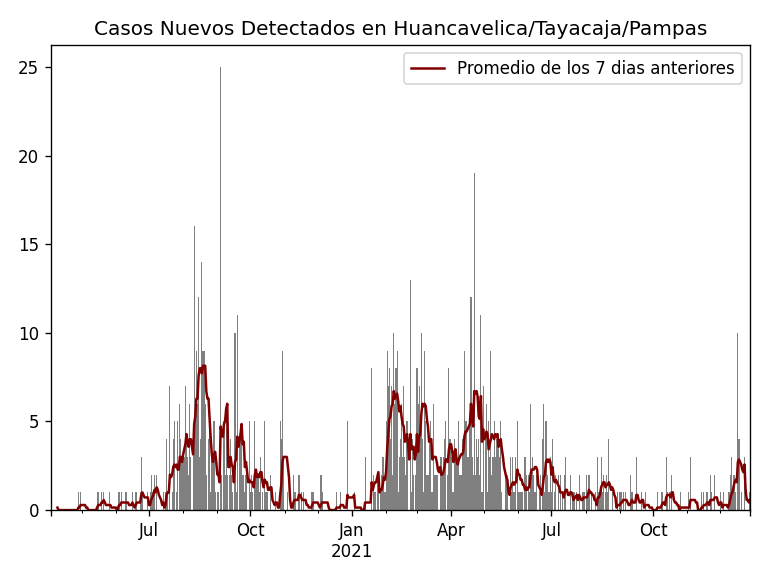 Casos Nuevos Detectados en Huancavelica/Tayacaja/Pampas
Promedio de los 7 dias anteriores
25
20
15
10
5
0
Jul Oct Jan Apr Jul Oct
2021